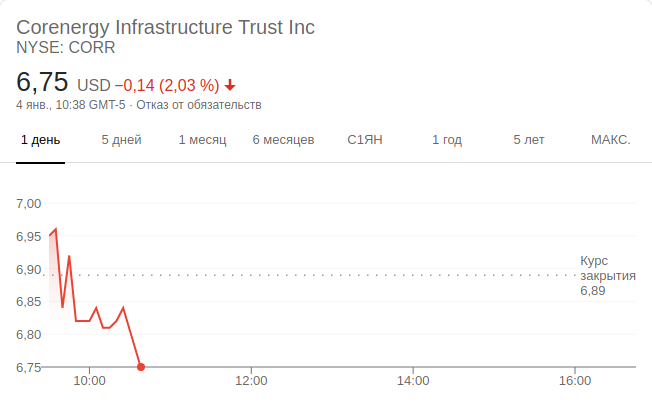 Corenergy Infrastructure Trust Inc
NYSE: CORR
6,75 USD −0,14 (2,03 %)
4 янв., 10:38 GMT-5 · Отказ от обязательств
1 день 5 дней 1 месяц 6 месяцев С1ЯН 1 год 5 лет МАКС.
7,00
6,95
6,90
6,85
6,80
6,75
Курс
закрытия
6,89
10:00 12:00 14:00 16:00